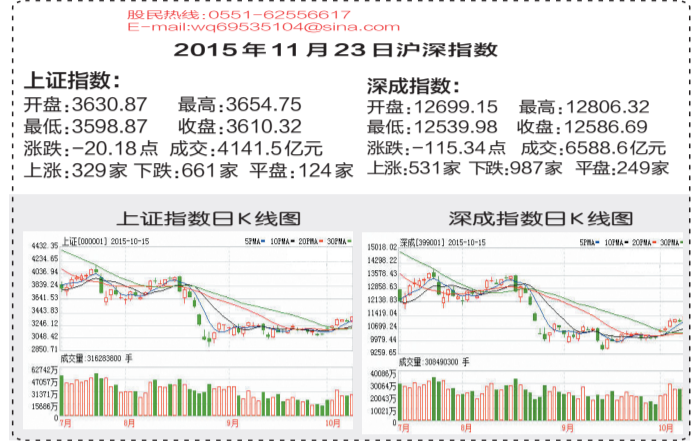 股民热线:0551-62556617
E-mail:wq69535104@sina.com
2015年11月23日沪深指数
上证指数:
开盘:3630.87 最高:3654.75
最低:3598.87 收盘:3610.32
涨跌:-20.18点 成交:4141.5亿元
上涨:329家 下跌:661家 平盘:124家
深成指数:
开盘:12699.15 最高:12806.32
最低:12539.98 收盘:12586.69
涨跌:-115.34点 成交:6588.6亿元
上涨:531家 下跌:987家 平盘:249家
上证指数日K线图
4432.35 上证[000001] 2015-10-15 5PMA 10PMA 20PMA 30PMA
4234.65
4036.94
3839.24
3641.53
3443.83
3246.12
3048.42
2850.71
成交量:316283800 手
62742万
47057万
31371万
15686万
0
7月 8月 9月 10月
深成指数日K线图
15018.02 深成[399001] 2015-10-15 5PMA 10PMA 20PMA 30PMA
14298.22
13578.43
12858.63
12138.83
11419.04
10699.24
9979.44
9259.65
成交量:308490300 手
40086万
30064万
20043万
10021万
0
7月 8月 9月 10月